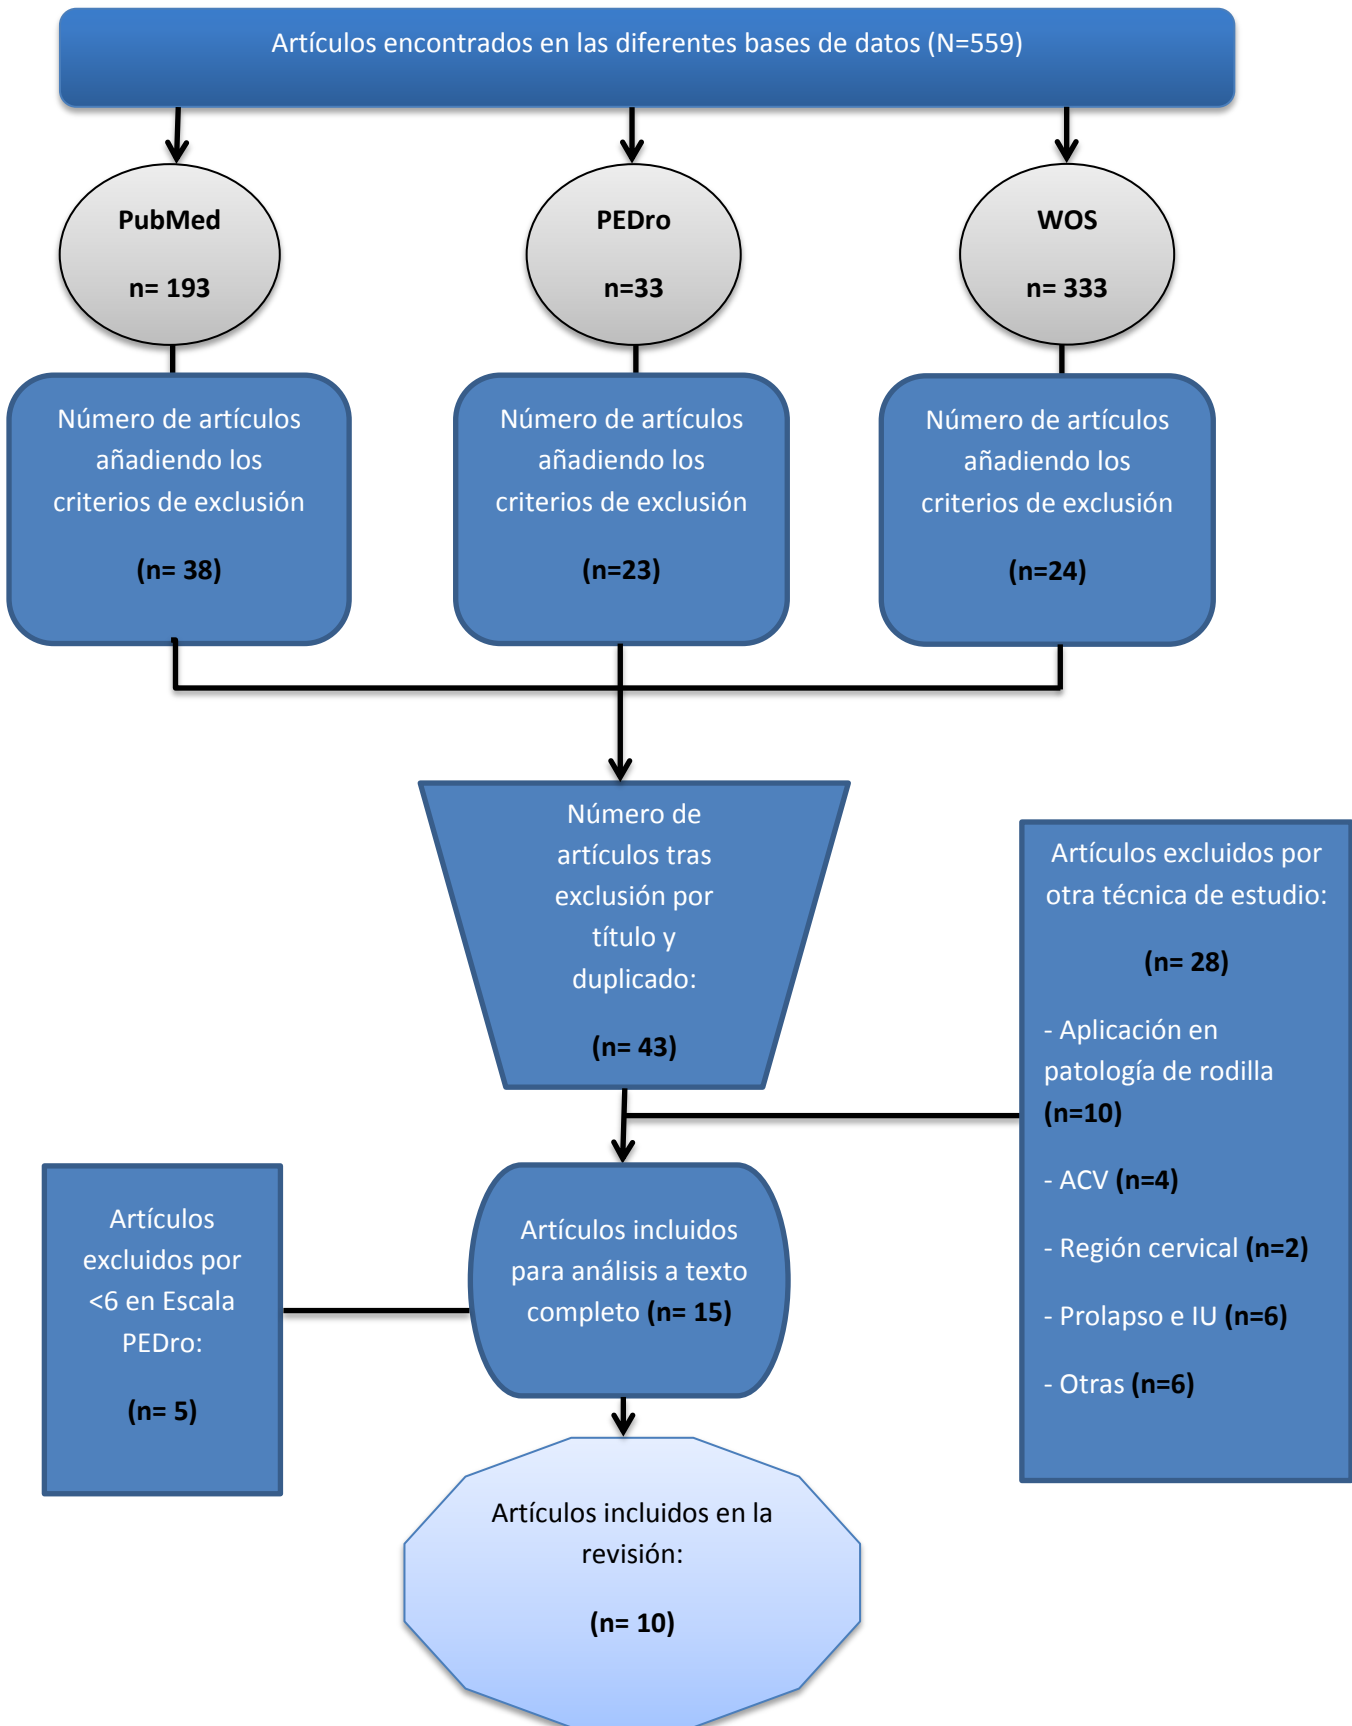 Artículos encontrados en las diferentes bases de datos (N=559)
PubMed
n= 193
PEDro
n=33
WOS
n= 333
Número de artículos
añadiendo los
criterios de exclusión
(n= 38)
Número de artículos
añadiendo los
criterios de exclusión
(n=23)
Número de artículos
añadiendo los
criterios de exclusión
(n=24)
Número de
artículos tras
exclusión por
título y
duplicado:
(n= 43)
Artículos excluidos por
otra técnica de estudio:
(n= 28)
- Aplicación en
patología de rodilla
(n=10)
- ACV (n=4)
- Región cervical (n=2)
- Prolapso e IU (n=6)
- Otras (n=6)
Artículos
excluidos por
<6 en Escala
PEDro:
(n= 5)
Artículos incluidos
para análisis a texto
completo (n= 15)
Artículos incluidos en la
revisión:
(n= 10)